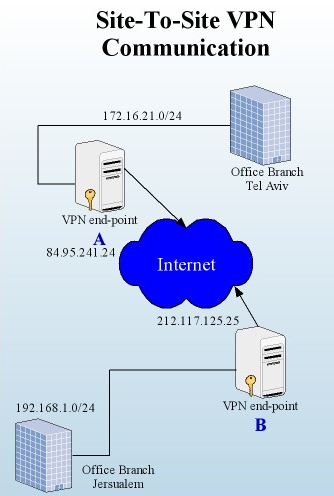 Site-To-Site VPN
Communication
172.16.21.0/24
Office Branch
Tel Aviv
VPN end-point
A
84.95.241.24
Internet
212.117.125.25
VPN end-point
B
192.168.1.0/24
Office Branch
Jersualem